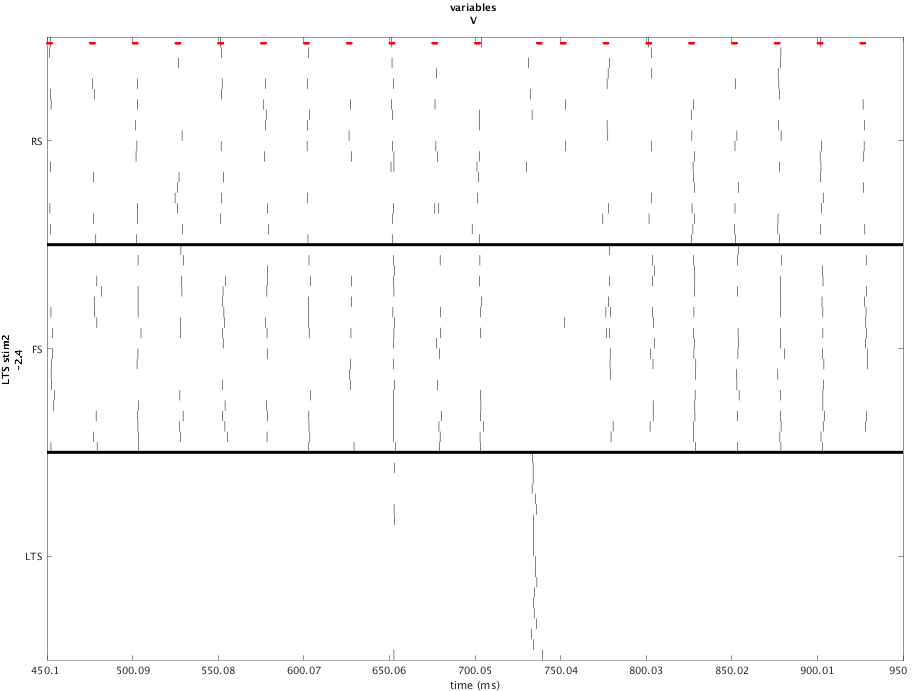 variables
V
RS
FS
LTS
LTS stim2
-2.4
450.1 500.09 550.08 600.07 650.06 700.05 750.04 800.03 850.02 900.01 950
time (ms)